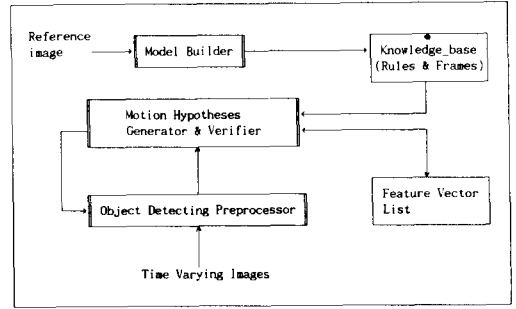 Reference
image
Model Builder
Knowledge_base
(Rules & Frames)
Motion Hypotheses
Generator & Verifier
Object Detecting Preprocessor
Feature Vector
List
Time Varying Images